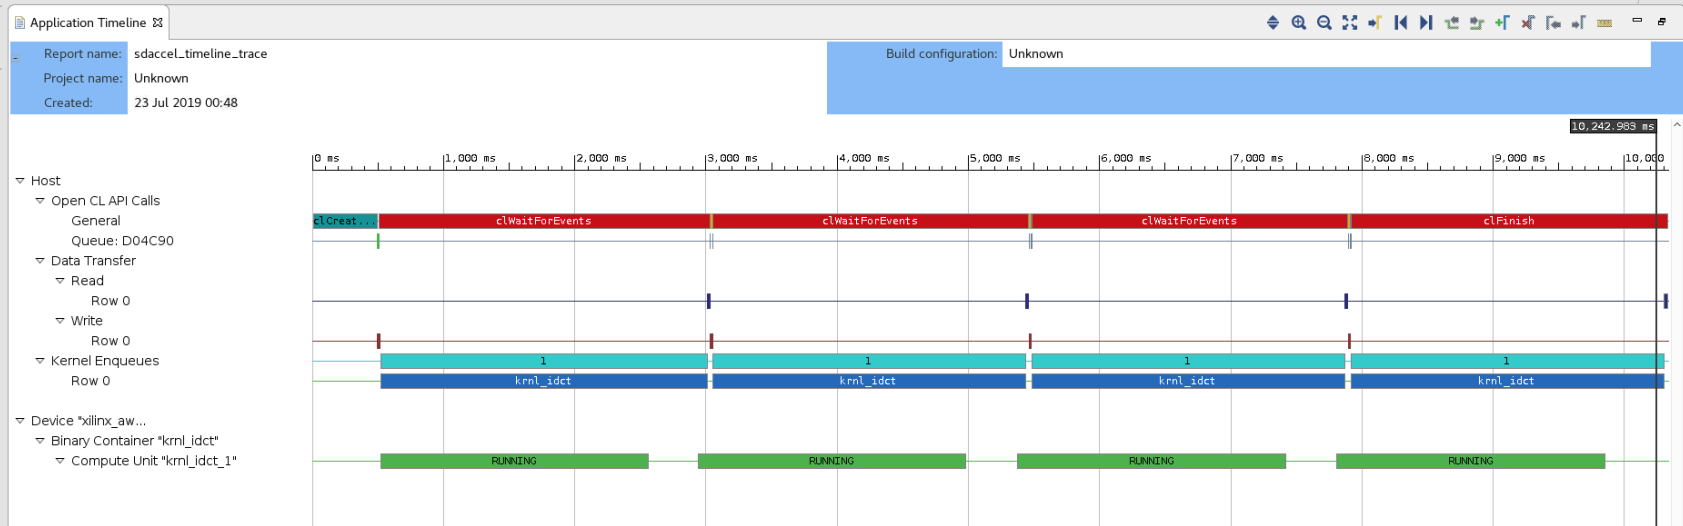 Application Timeline
Report name: sdaccel_timeline_trace Build configuration: Unknown
Project name: Unknown
Created: 23 Jul 2019 00:48
10,242.983 ms
0 ms 1,000 ms 2,000 ms 3,000 ms 4,000 ms 5,000 ms 6,000 ms 7,000 ms 8,000 ms 9,000 ms 10,000
Host
Open CL API Calls
General clCreat... clWaitForEvents clWaitForEvents clWaitForEvents clFinish
Queue: D04C90
Data Transfer
Read
Row 0
Write
Row 0
Kernel Enqueues 1 1 1 1
Row 0 krnl_idct krnl_idct krnl_idct krnl_idct
Device "xilinx_aw...
Binary Container "krnl_idct"
Compute Unit "krnl_idct_1" RUNNING RUNNING RUNNING RUNNING